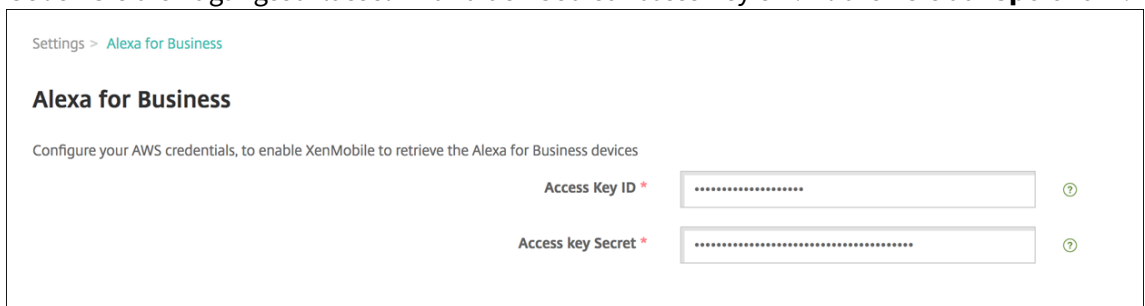 Settings > Alexa for Business
Alexa for Business
Configure your AWS credentials, to enable XenMobile to retrieve the Alexa for Business devices
Access Key ID * ••••••••••••••••••••
Access key Secret * ••••••••••••••••••••••••••••••••••••••••